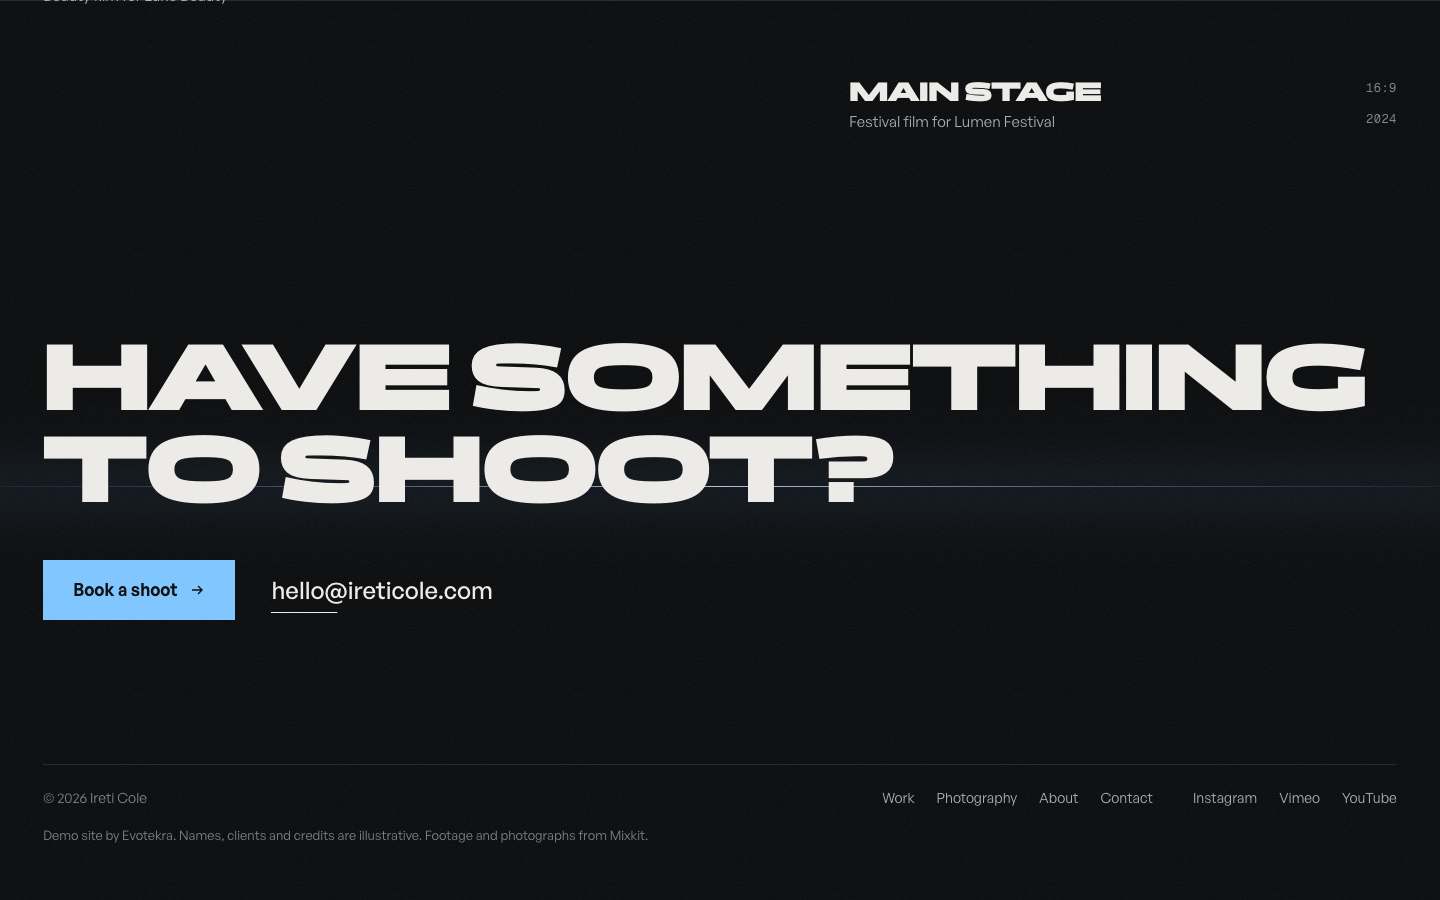 MAIN STAGE
16:9
Festival film for Lumen Festival
2024
HAVE SOMETHING
TO SHOOT?
Book a shoot →
hello@ireticole.com
© 2026 Ireti Cole
Work Photography About Contact Instagram Vimeo YouTube
Demo site by Evotekra. Names, clients and credits are illustrative. Footage and photographs from Mixkit.